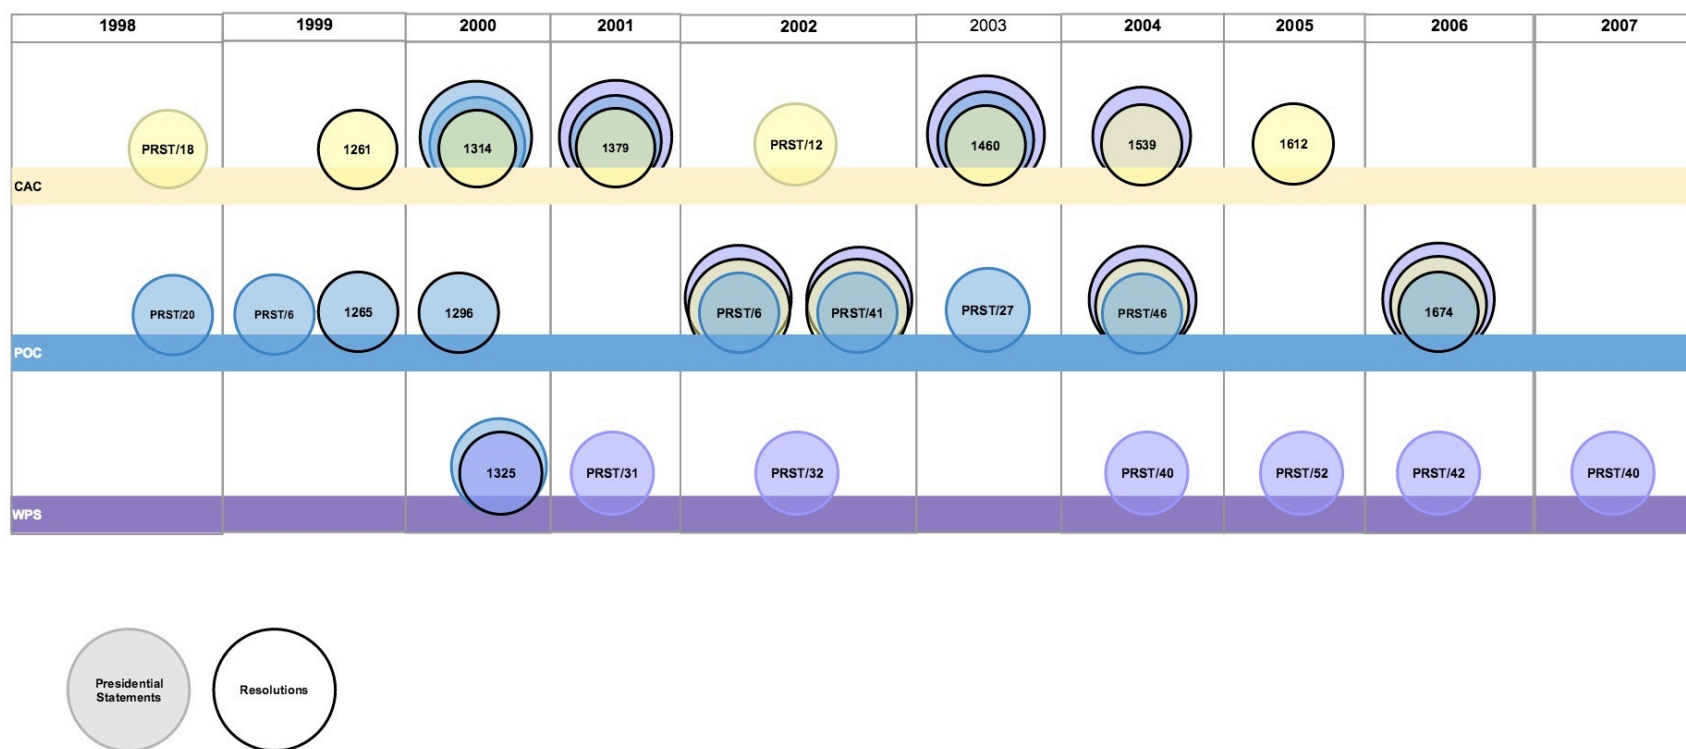 1998 1999 2000 2001 2002 2003 2004 2005 2006 2007
PRST/18 1261 1314 1379 PRST/12 1460 1539 1612
CAC
PRST/20 PRST/6 1265 1296 PRST/6 PRST/41 PRST/27 PRST/46 1674
POC
1325 PRST/31 PRST/32 PRST/40 PRST/52 PRST/42 PRST/40
WPS
Presidential
Statements
Resolutions